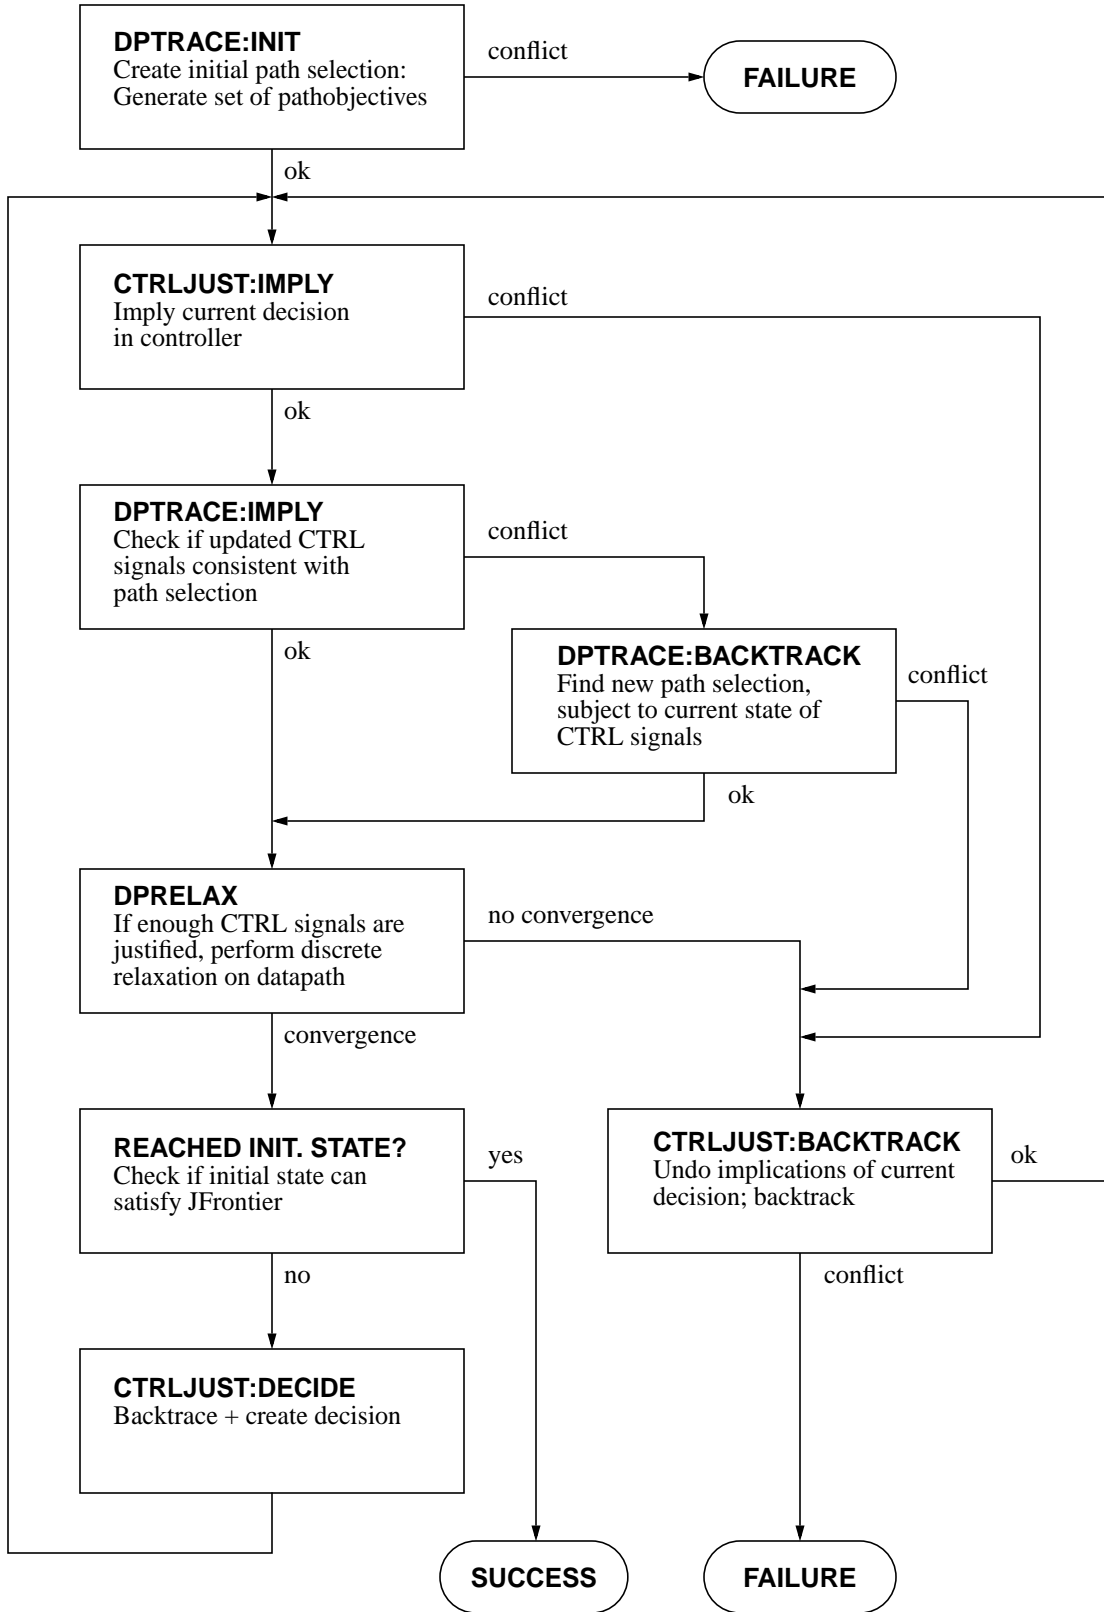 DPTRACE:INIT
Create initial path selection:
Generate set of pathobjectives
conflict
FAILURE
ok
CTRLJUST:IMPLY
Imply current decision
in controller
conflict
ok
DPTRACE:IMPLY
Check if updated CTRL
signals consistent with
path selection
conflict
ok
DPTRACE:BACKTRACK
Find new path selection,
subject to current state of
CTRL signals
conflict
ok
DPRELAX
If enough CTRL signals are
justified, perform discrete
relaxation on datapath
no convergence
convergence
REACHED INIT. STATE?
Check if initial state can
satisfy JFrontier
yes
CTRLJUST:BACKTRACK
Undo implications of current
decision; backtrack
ok
no
conflict
CTRLJUST:DECIDE
Backtrace + create decision
SUCCESS
FAILURE